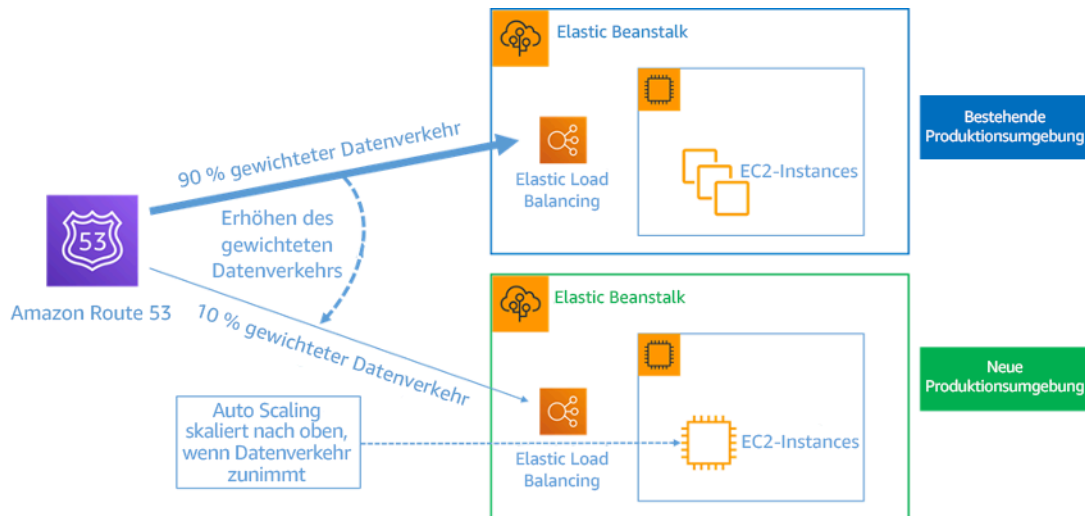 Elastic Beanstalk
90 % gewichteter Datenverkehr
Elastic Load
Balancing
EC2-Instances
Bestehende
Produktionsumgebung
53
Amazon Route 53
Erhöhen des
gewichteten
Datenverkehrs
10 % gewichteter Datenverkehr
Elastic Beanstalk
Auto Scaling
skaliert nach oben,
wenn Datenverkehr
zunimmt
Elastic Load
Balancing
EC2-Instances
Neue
Produktionsumgebung